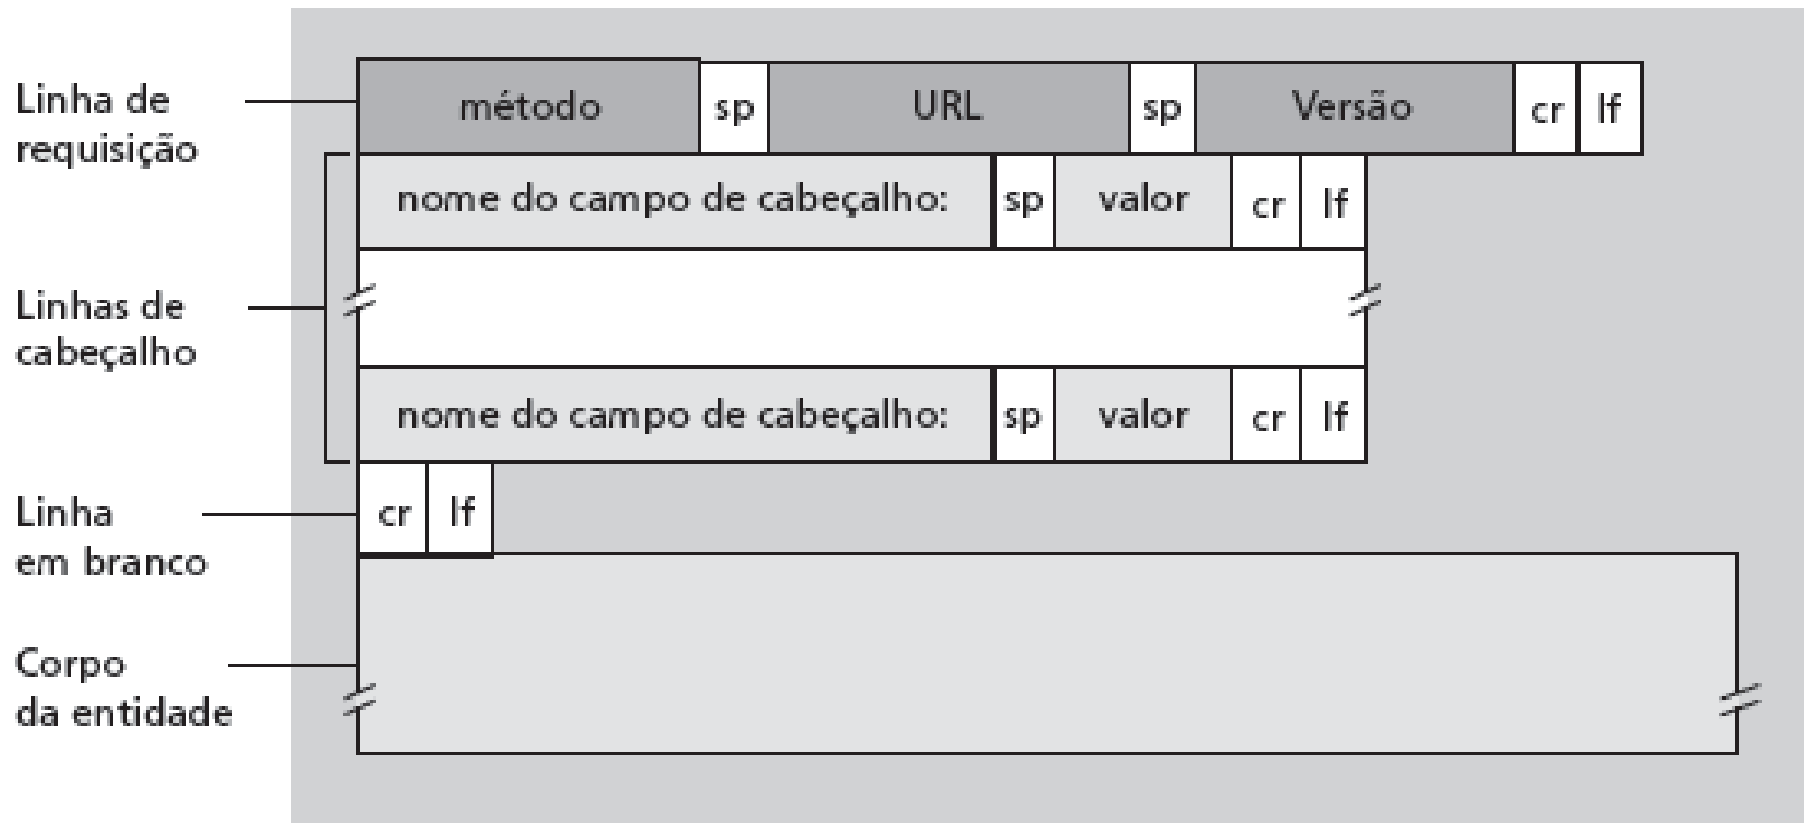 Linha de
requisição
método sp URL sp Versão cr lf
nome do campo de cabeçalho: sp valor cr lf
Linhas de
cabeçalho
nome do campo de cabeçalho: sp valor cr lf
Linha
em branco
cr lf
Corpo
da entidade